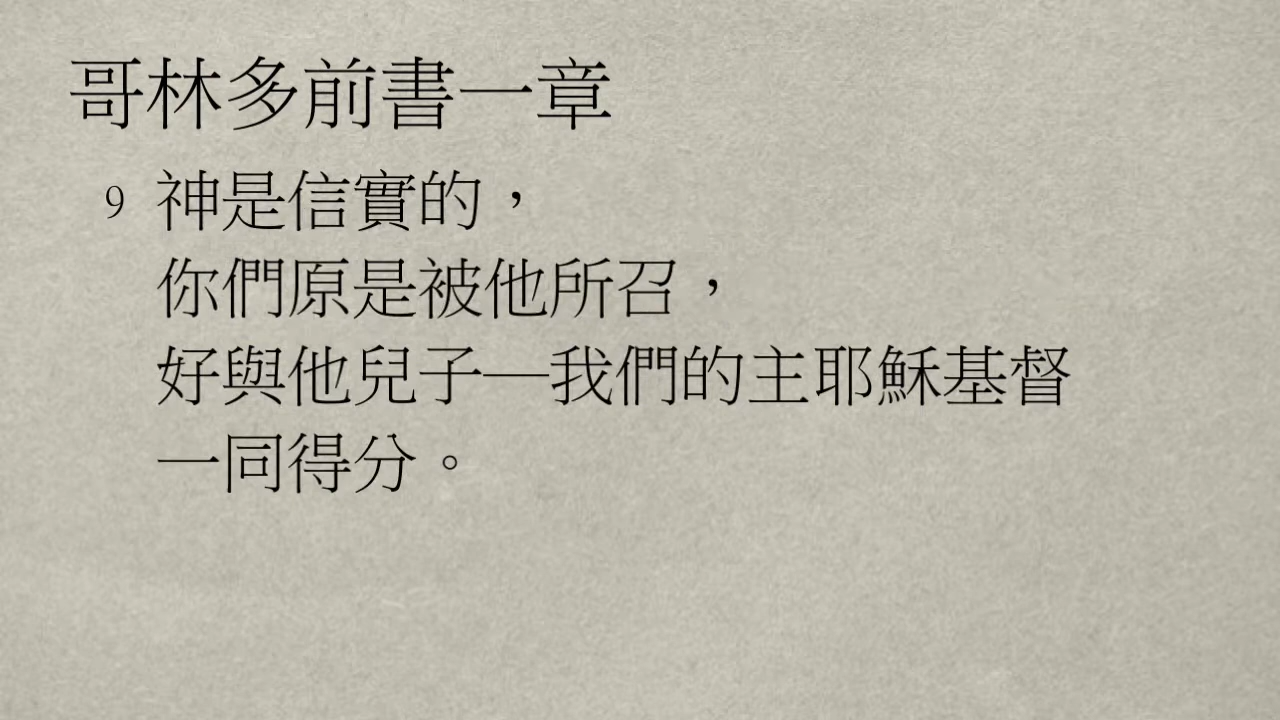 哥林多前書一章
9 神是信實的，
你們原是被他所召，
好與他兒子—我們的主耶穌基督
一同得分。